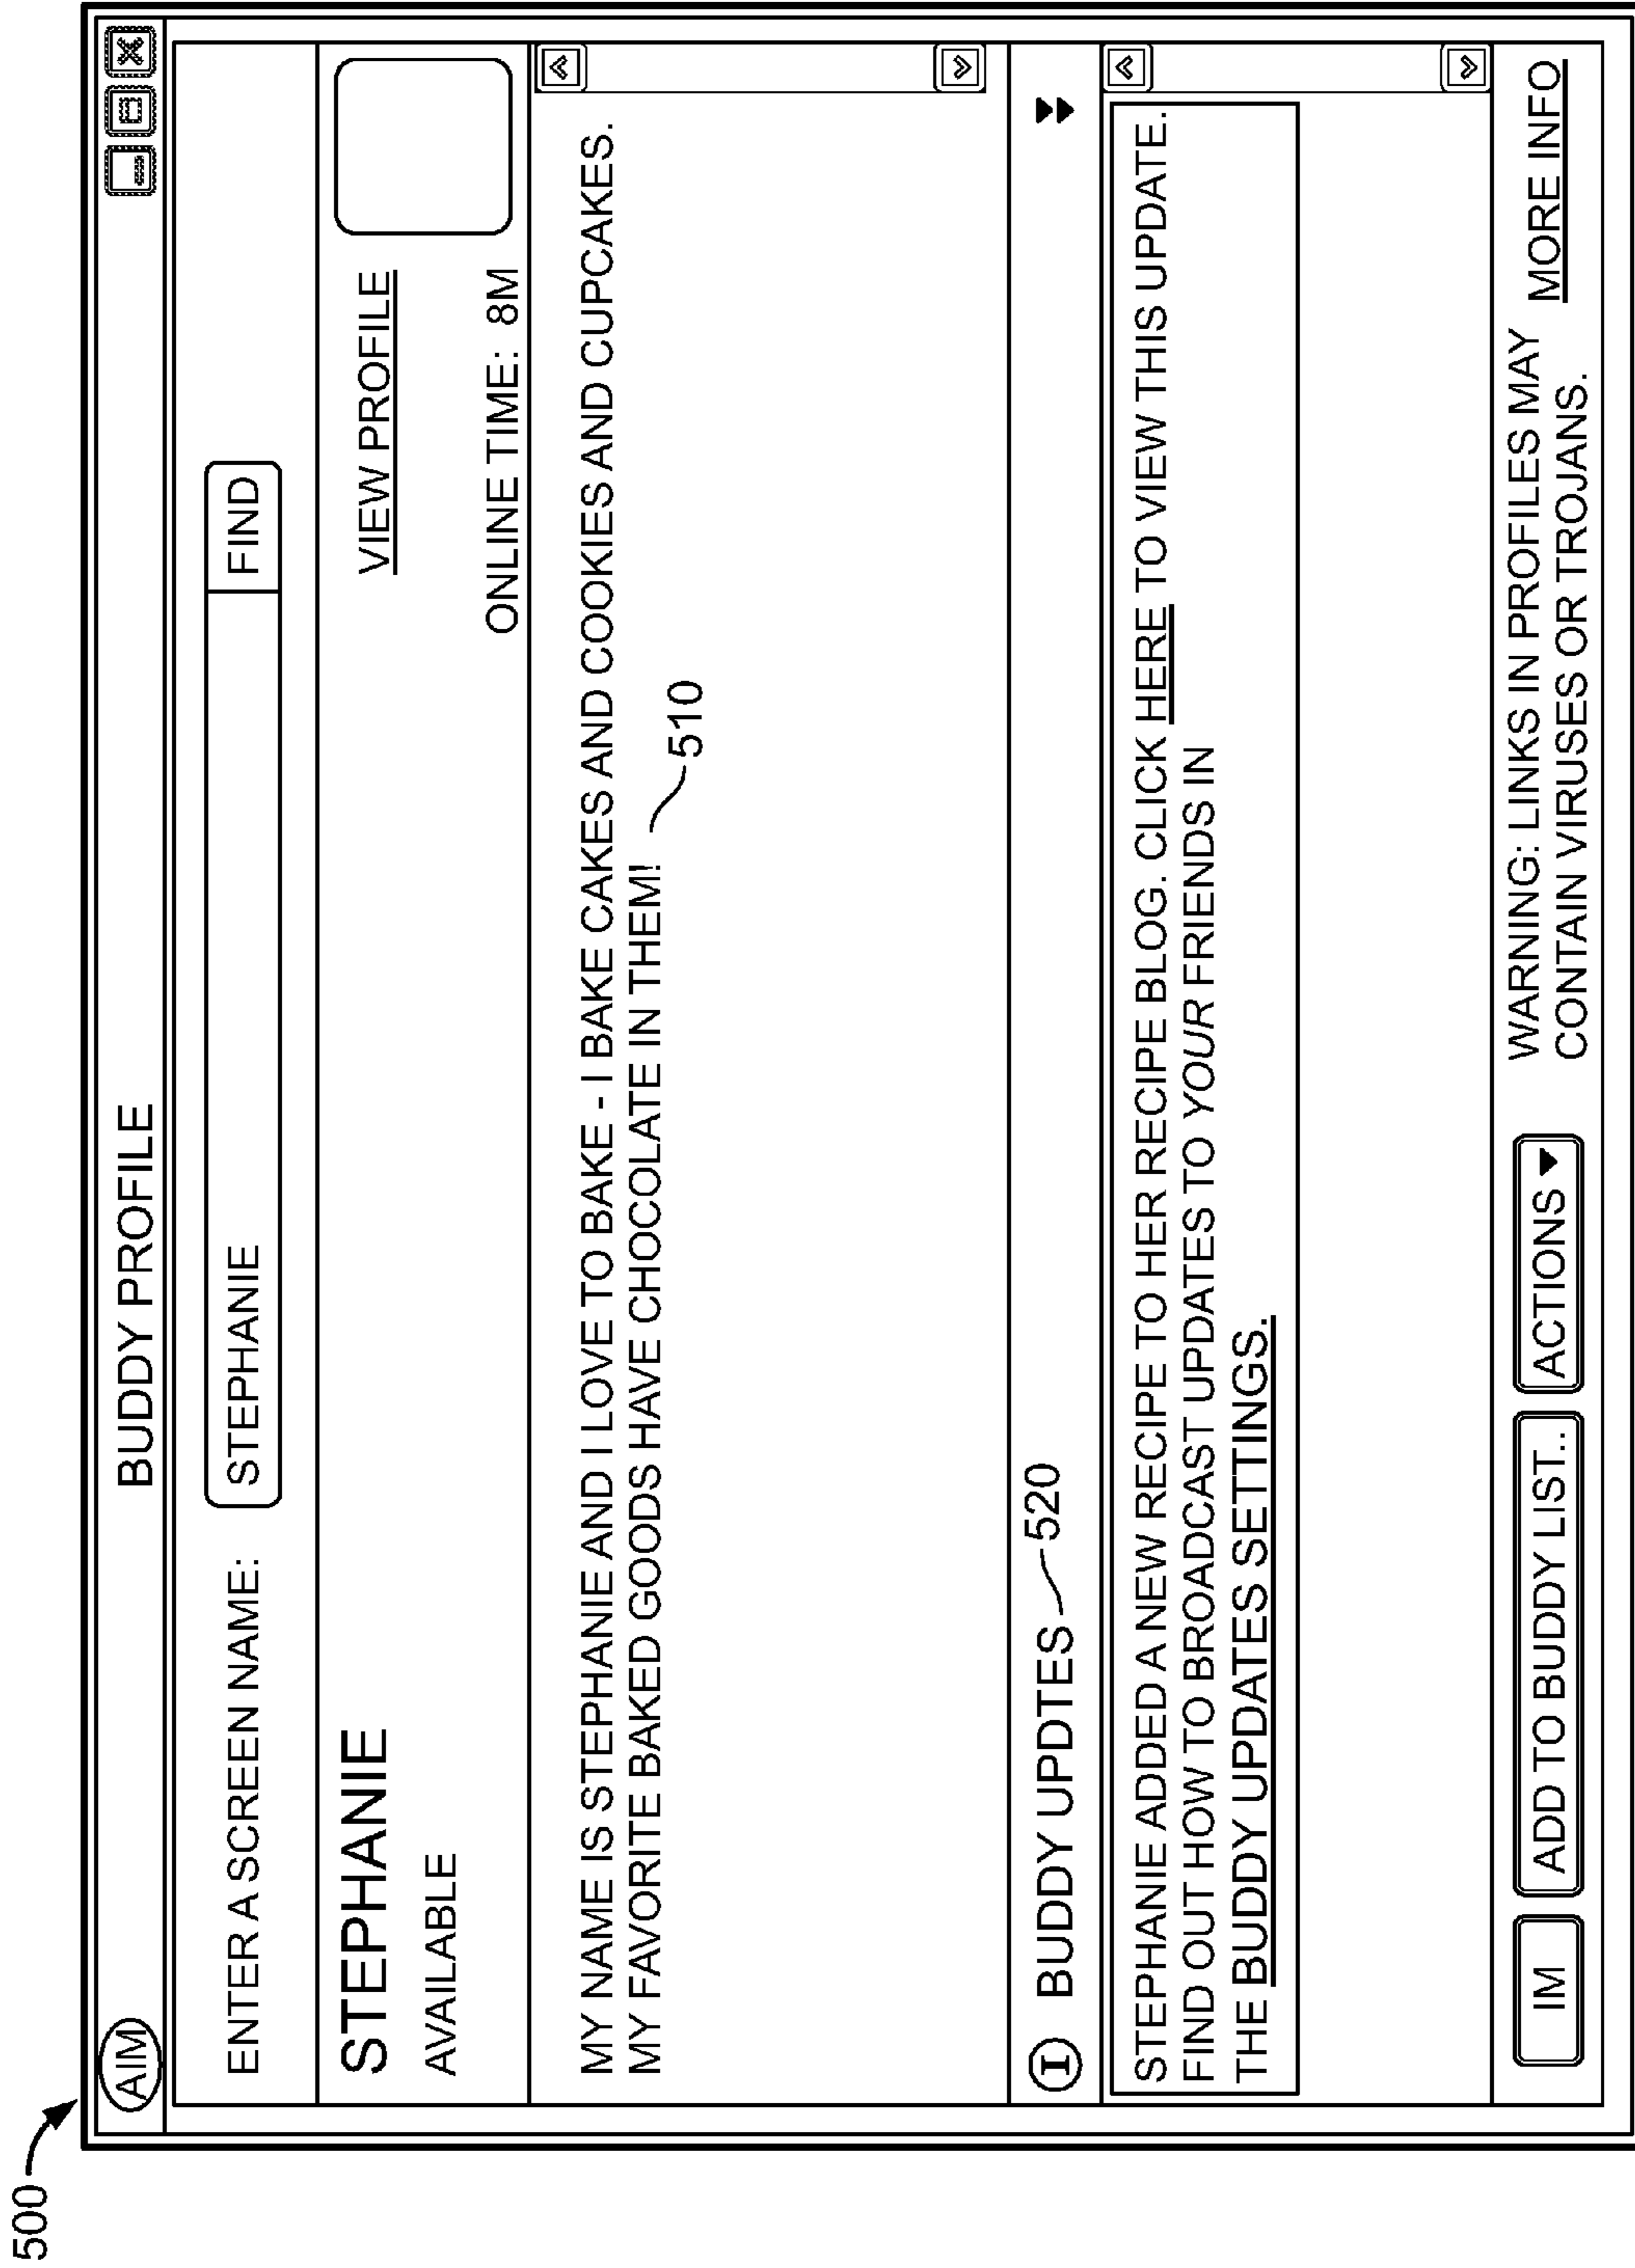 500
AIM BUDDY PROFILE
ENTER A SCREEN NAME: STEPHANIE FIND
STEPHANIE VIEW PROFILE
AVAILABLE
ONLINE TIME: 8M
MY NAME IS STEPHANIE AND I LOVE TO BAKE - I BAKE CAKES AND COOKIES AND CUPCAKES.
MY FAVORITE BAKED GOODS HAVE CHOCOLATE IN THEM!
510
I BUDDY UPDTES 520
STEPHANIE ADDED A NEW RECIPE TO HER RECIPE BLOG. CLICK HERE TO VIEW THIS UPDATE.
FIND OUT HOW TO BROADCAST UPDATES TO YOUR FRIENDS IN
THE BUDDY UPDATES SETTINGS.
IM ADD TO BUDDY LIST.. ACTIONS
WARNING: LINKS IN PROFILES MAY MORE INFO
CONTAIN VIRUSES OR TROJANS.